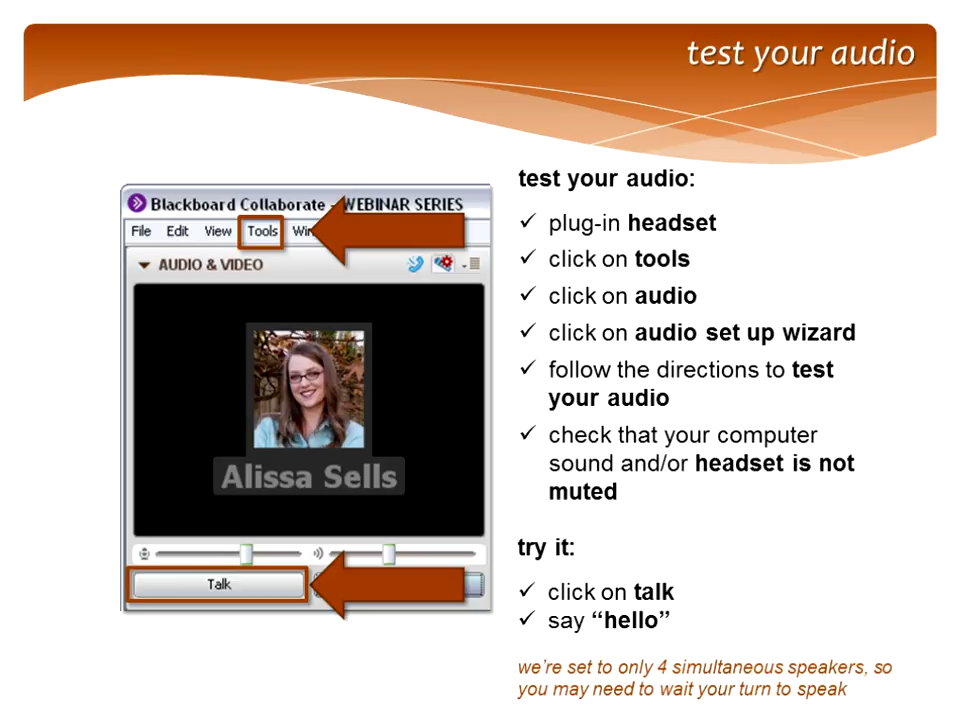 test your audio
test your audio:
✓ plug-in headset
✓ click on tools
✓ click on audio
✓ click on audio set up wizard
✓ follow the directions to test
your audio
✓ check that your computer
sound and/or headset is not
muted
try it:
✓ click on talk
✓ say “hello”
we’re set to only 4 simultaneous speakers, so
you may need to wait your turn to speak
Blackboard Collaborate - WEBINAR SERIES
File Edit View Tools
AUDIO & VIDEO
Alissa Sells
Talk